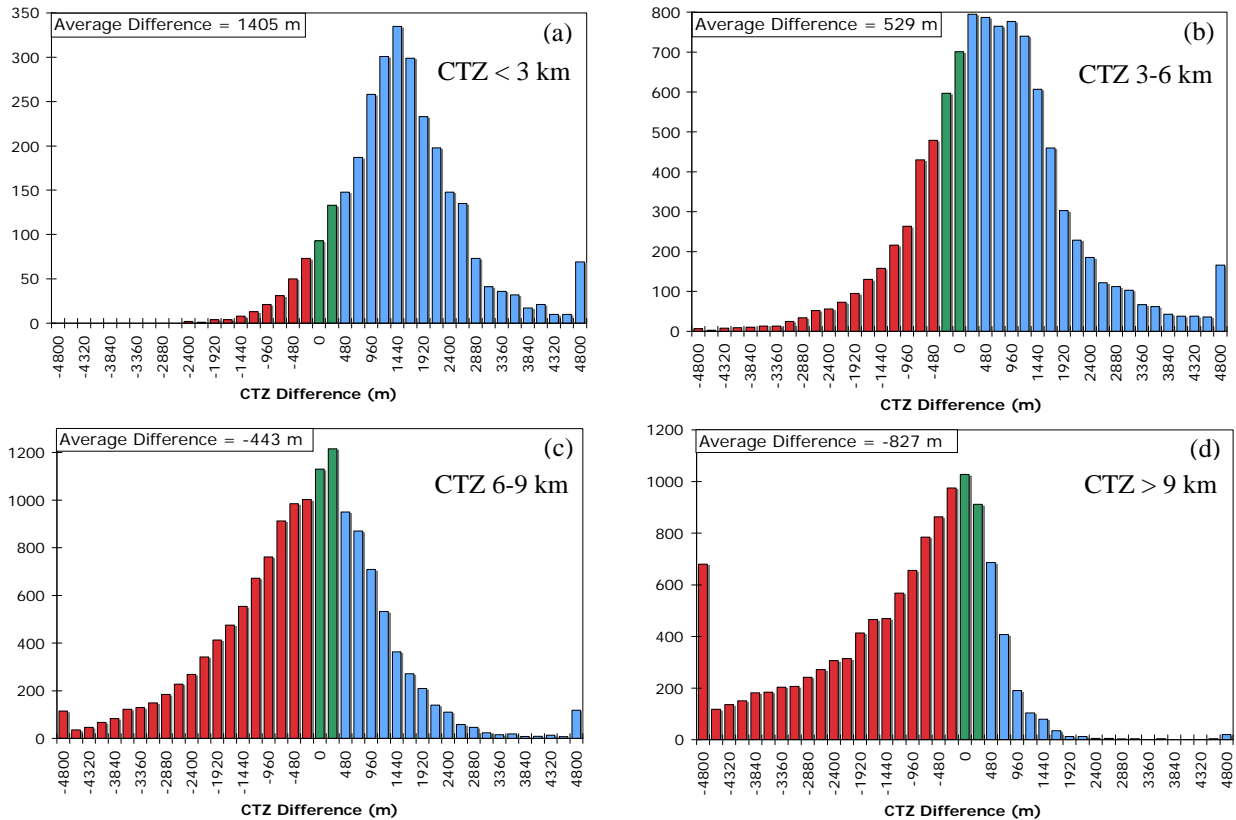 Average Difference = 1405 m
(a)
CTZ < 3 km
350
300
250
200
150
100
50
0
-4800 -4320 -3840 -3360 -2880 -2400 -1920 -1440 -960 -480 0 480 960 1440 1920 2400 2880 3360 3840 4320 4800
CTZ Difference (m)
Average Difference = 529 m
(b)
CTZ 3-6 km
800
700
600
500
400
300
200
100
0
-4800 -4320 -3840 -3360 -2880 -2400 -1920 -1440 -960 -480 0 480 960 1440 1920 2400 2880 3360 3840 4320 4800
CTZ Difference (m)
Average Difference = -443 m
(c)
CTZ 6-9 km
1200
1000
800
600
400
200
0
-4800 -4320 -3840 -3360 -2880 -2400 -1920 -1440 -960 -480 0 480 960 1440 1920 2400 2880 3360 3840 4320 4800
CTZ Difference (m)
Average Difference = -827 m
(d)
CTZ > 9 km
1200
1000
800
600
400
200
0
-4800 -4320 -3840 -3360 -2880 -2400 -1920 -1440 -960 -480 0 480 960 1440 1920 2400 2880 3360 3840 4320 4800
CTZ Difference (m)